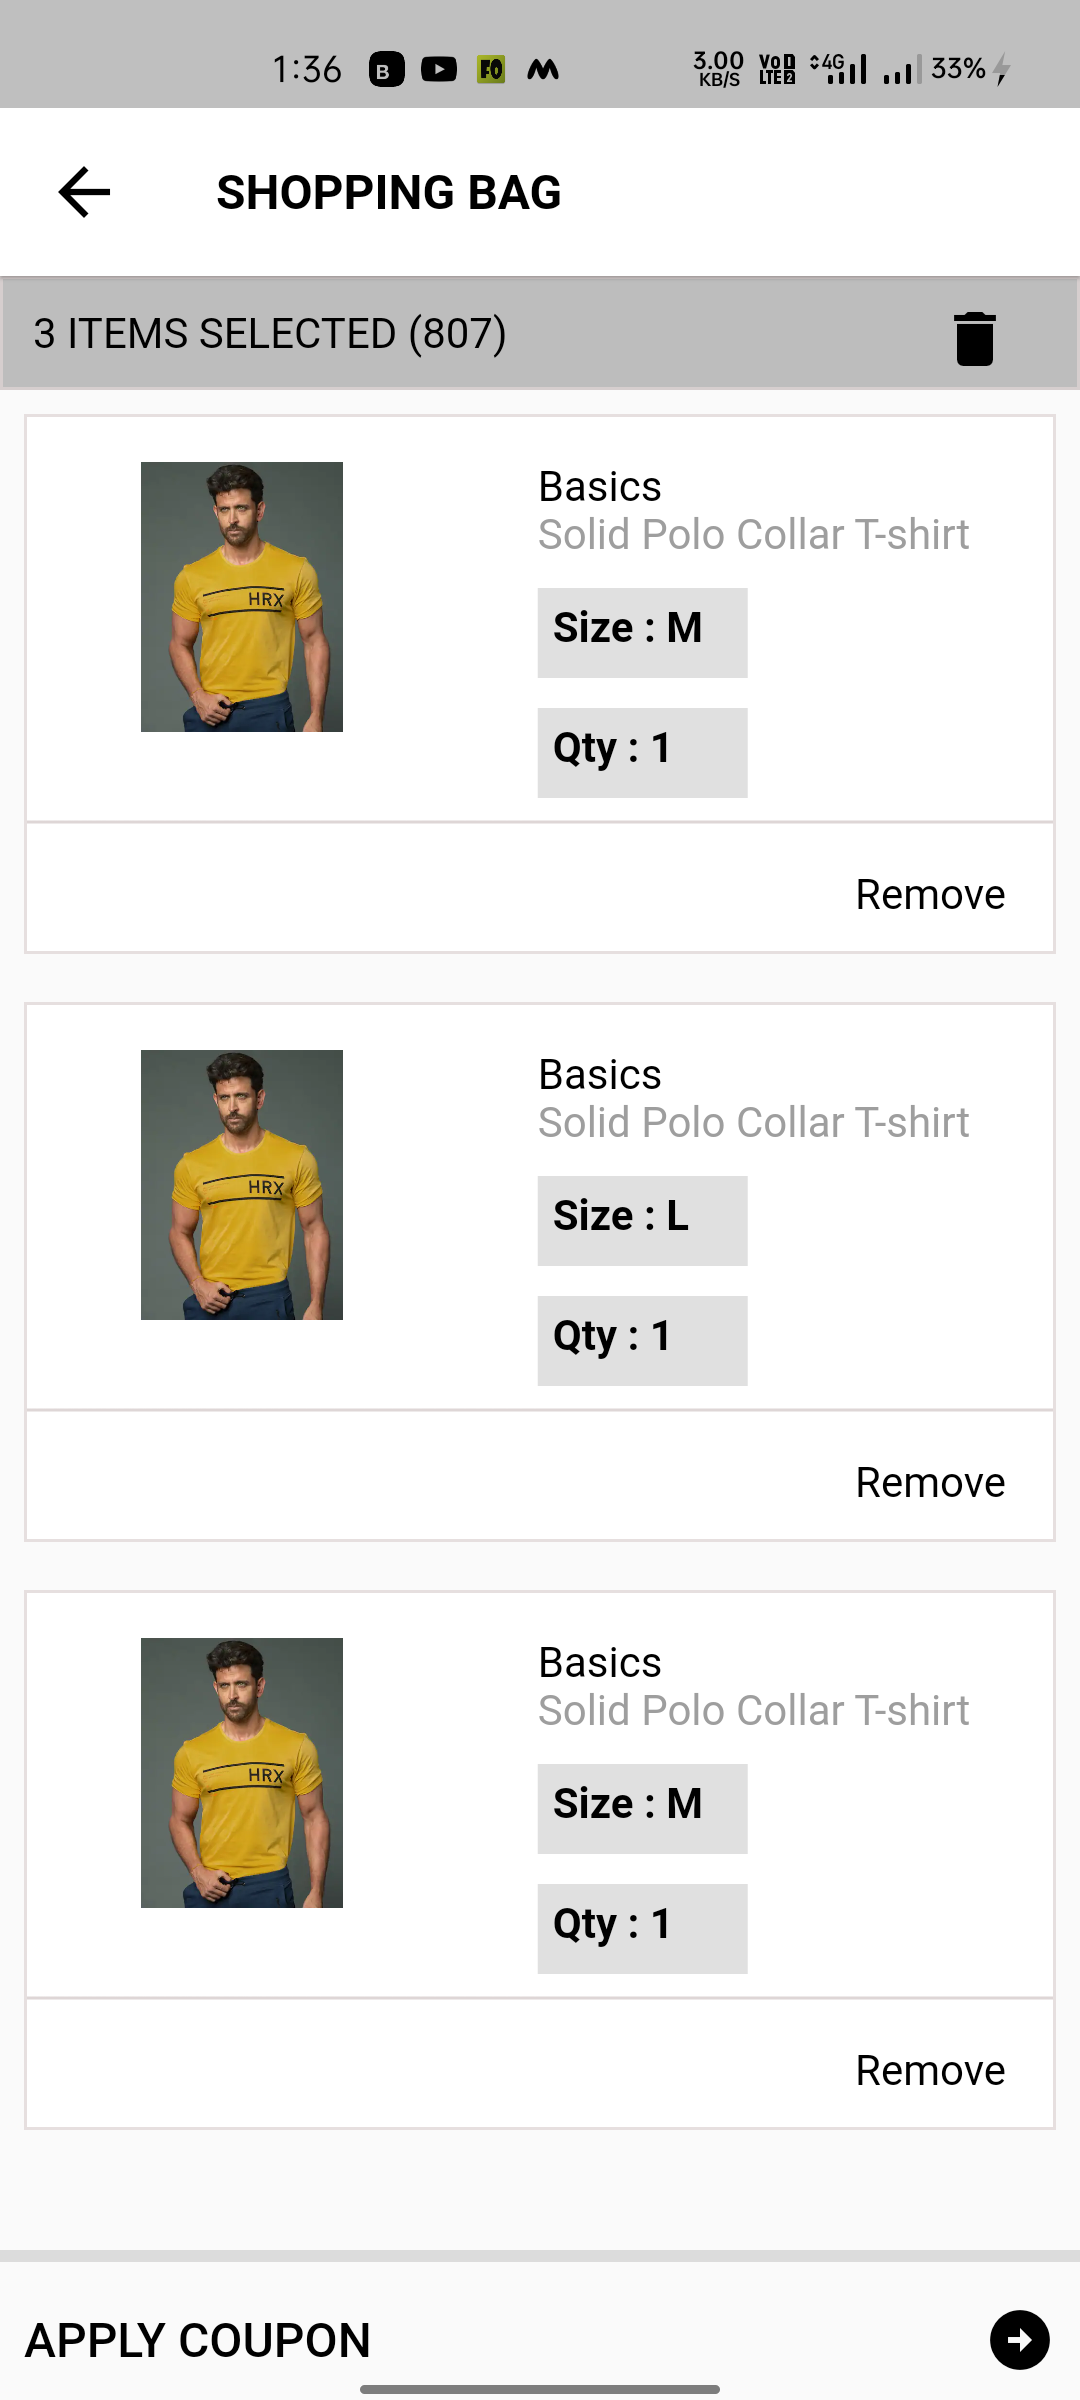 1:36 B FO 3.00 KB/S VoD LTE2 4G 33%
SHOPPING BAG
3 ITEMS SELECTED (807)
Basics
Solid Polo Collar T-shirt
HRX
Size : M
Qty : 1
Remove
Basics
Solid Polo Collar T-shirt
HRX
Size : L
Qty : 1
Remove
Basics
Solid Polo Collar T-shirt
HRX
Size : M
Qty : 1
Remove
APPLY COUPON